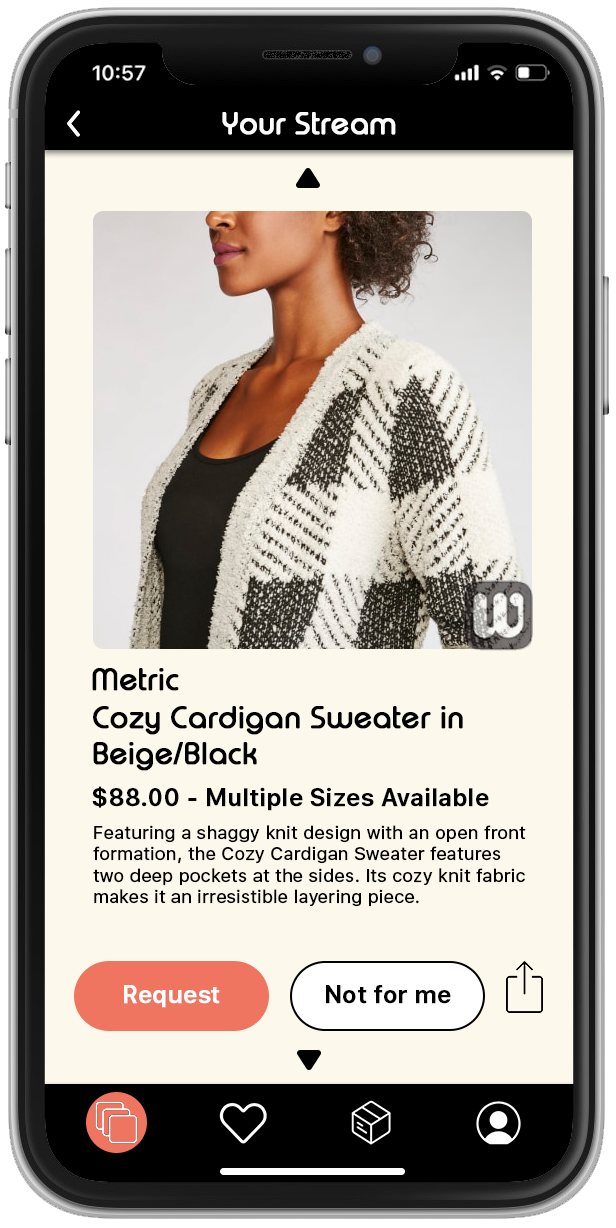 10:57
Your Stream
W
Metric
Cozy Cardigan Sweater in
Beige/Black
$88.00 - Multiple Sizes Available
Featuring a shaggy knit design with an open front
formation, the Cozy Cardigan Sweater features
two deep pockets at the sides. Its cozy knit fabric
makes it an irresistible layering piece.
Request
Not for me